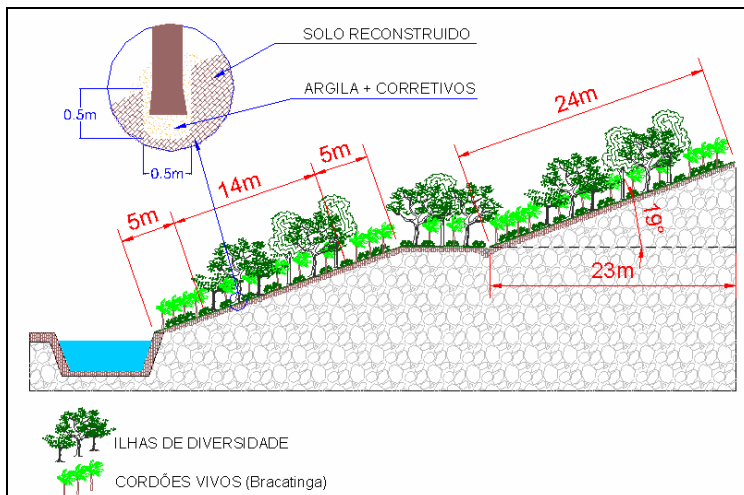 SOLO RECONSTRUIDO
ARGILA + CORRETIVOS
0.5m
0.5m
24m
5m
14m
5m
19°
23m
ILHAS DE DIVERSIDADE
CORDÕES VIVOS (Bracatinga)